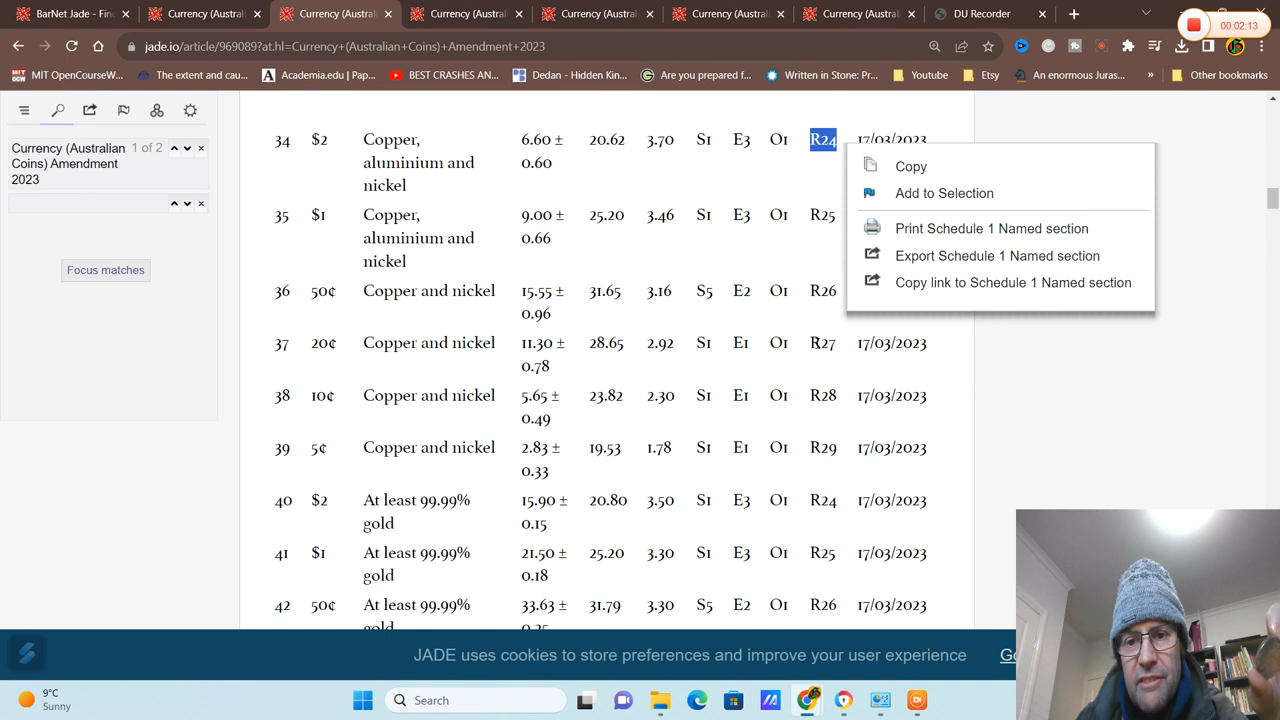 BarNet Jade - Find
Currency (Austral
Currency (Austral
Currency (Austral
Currency (Austral
Currency (Austral
Currency (Austral
DU Recorder
00:02:13
jade.io/article/969089?at.hl=Currency+(Australian+Coins)+Amendment+2023
MIT OpenCourseW...
The extent and cau...
Academia.edu | Pap...
BEST CRASHES AN...
Dedan - Hidden Kin...
Are you prepared f...
Written in Stone: Pr...
Youtube
Etsy
An enormous Juras...
»
Other bookmarks
Currency (Australian Coins) Amendment 2023
1 of 2
Focus matches
34 $2 Copper, aluminium and nickel 6.60 ± 0.60 20.62 3.70 S1 E3 O1 R24 17/03/2023
35 $1 Copper, aluminium and nickel 9.00 ± 0.66 25.20 3.46 S1 E3 O1 R25
36 50¢ Copper and nickel 15.55 ± 0.96 31.65 3.16 S5 E2 O1 R26
37 20¢ Copper and nickel 11.30 ± 0.78 28.65 2.92 S1 E1 O1 R27 17/03/2023
38 10¢ Copper and nickel 5.65 ± 0.49 23.82 2.30 S1 E1 O1 R28 17/03/2023
39 5¢ Copper and nickel 2.83 ± 0.33 19.53 1.78 S1 E1 O1 R29 17/03/2023
40 $2 At least 99.99% gold 15.90 ± 0.15 20.80 3.50 S1 E3 O1 R24 17/03/2023
41 $1 At least 99.99% gold 21.50 ± 0.18 25.20 3.30 S1 E3 O1 R25 17/03/2023
42 50¢ At least 99.99% gold 33.63 ± 0.25 31.79 3.30 S5 E2 O1 R26 17/03/2023
Copy
Add to Selection
Print Schedule 1 Named section
Export Schedule 1 Named section
Copy link to Schedule 1 Named section
JADE uses cookies to store preferences and improve your user experience
Go
9°C
Sunny
Search